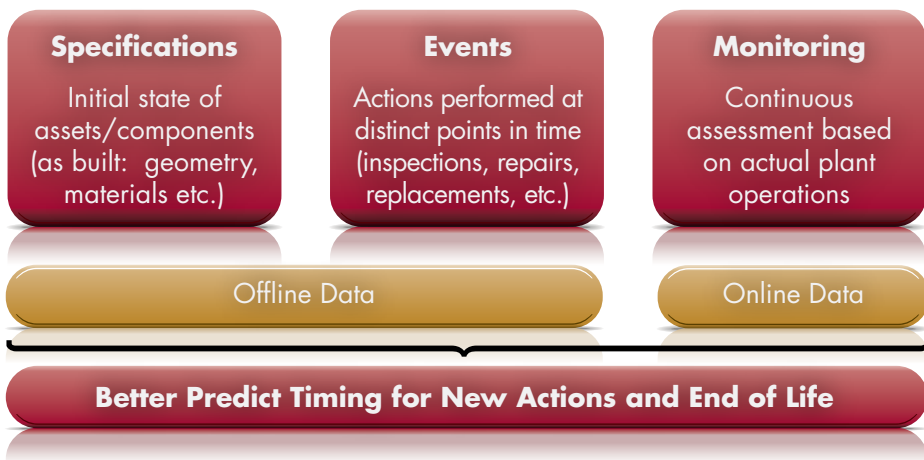 Specifications
Initial state of
assets/components
(as built: geometry,
materials etc.)
Events
Actions performed at
distinct points in time
(inspections, repairs,
replacements, etc.)
Monitoring
Continuous
assessment based
on actual plant
operations
Offline Data
Online Data
Better Predict Timing for New Actions and End of Life